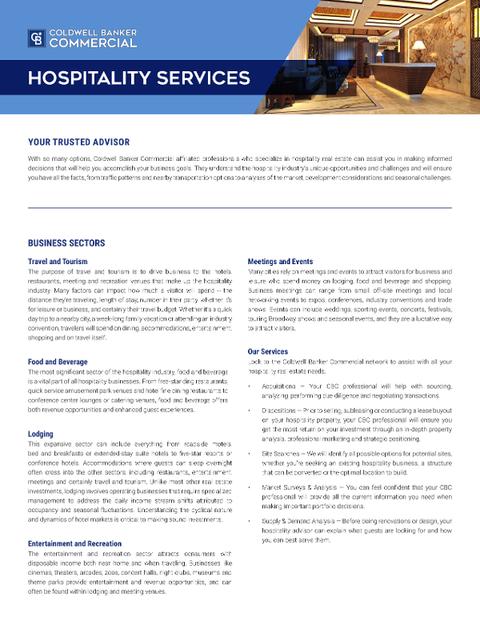 COLDWELL BANKER
COMMERCIAL
HOSPITALITY SERVICES
YOUR TRUSTED ADVISOR
With so many options, Coldwell Banker Commercial affiliated professionals who specialize in hospitality real estate can assist you in making informed
decisions that will help you accomplish your business goals. They understand the hospitality industry's unique opportunities and challenges and will ensure
you have all the facts, from traffic patterns and nearby transportation options to analyses of the market, development considerations and seasonal challenges.
BUSINESS SECTORS
Travel and Tourism
The purpose of travel and tourism is to drive business to the hotels,
restaurants, meeting and recreation venues that make up the hospitality
industry. Many factors can impact how much a visitor will spend – the
distance they're traveling, length of stay, number in their party, whether it's
for leisure or business, and certainly their travel budget. Whether it's a quick
day trip to a nearby city, a week-long family vacation or attending an industry
convention, travelers will spend on dining, accommodations, entertainment,
shopping and on travel itself.
Food and Beverage
The most significant sector of the hospitality industry, food and beverage
is a vital part of all hospitality businesses. From free-standing restaurants,
quick service amusement park venues and hotel fine dining restaurants to
conference center lounges or catering venues, food and beverage offers
both revenue opportunities and enhanced guest experiences.
Lodging
This expansive sector can include everything from roadside motels,
bed and breakfasts or extended-stay suite hotels to five-star resorts or
conference hotels. Accommodations where guests can sleep overnight
often cross into the other sectors, including restaurants, entertainment,
meetings and certainly travel and tourism. Unlike most other real estate
investments, lodging involves operating businesses that require specialized
management to address the daily income stream shifts attributed to
occupancy and seasonal fluctuations. Understanding the cyclical nature
and dynamics of hotel markets is critical to making sound investments.
Entertainment and Recreation
The entertainment and recreation sector attracts consumers with
disposable income both near home and when traveling. Businesses like
cinemas, theaters, arcades, zoos, concert halls, night clubs, museums and
theme parks provide entertainment and revenue opportunities, and can
often be found within lodging and meeting venues.
Meetings and Events
Many cities rely on meetings and events to attract visitors for business and
leisure who spend money on lodging, food and beverage and shopping.
Business meetings can range from small off-site meetings and local
networking events to expos, conferences, industry conventions and trade
shows. Events can include weddings, sporting events, concerts, festivals,
touring Broadway shows and seasonal events, and they are a lucrative way
to attract visitors.
Our Services
Look to the Coldwell Banker Commercial network to assist with all your
hospitality real estate needs.
• Acquisitions – Your CBC professional will help with sourcing,
analyzing performing due diligence and negotiating transactions.
• Dispositions – Prior to selling, subleasing or conducting a lease buyout
on your hospitality property, your CBC professional will ensure you
get the most return on your investment through an in-depth property
analysis, professional marketing and strategic positioning.
• Site Searches – We will identify all possible options for potential sites,
whether you're seeking an existing hospitality business, a structure
that can be converted or the optimal location to build.
• Market Surveys & Analysis – You can feel confident that your CBC
professional will provide all the current information you need when
making important portfolio decisions.
• Supply & Demand Analysis – Before being renovations or design, your
hospitality advisor can explain what guests are looking for and how
you can best serve them.